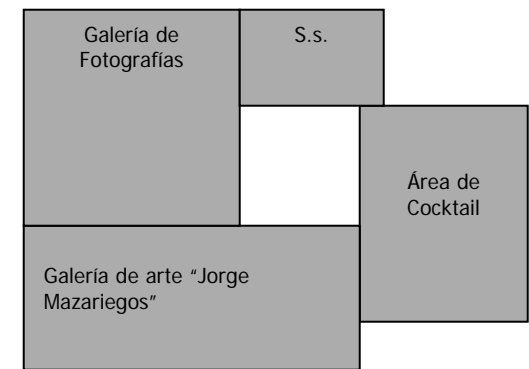 Galería de
Fotografías
S.s.
Área de
Cocktail
Galería de arte “Jorge
Mazariegos”